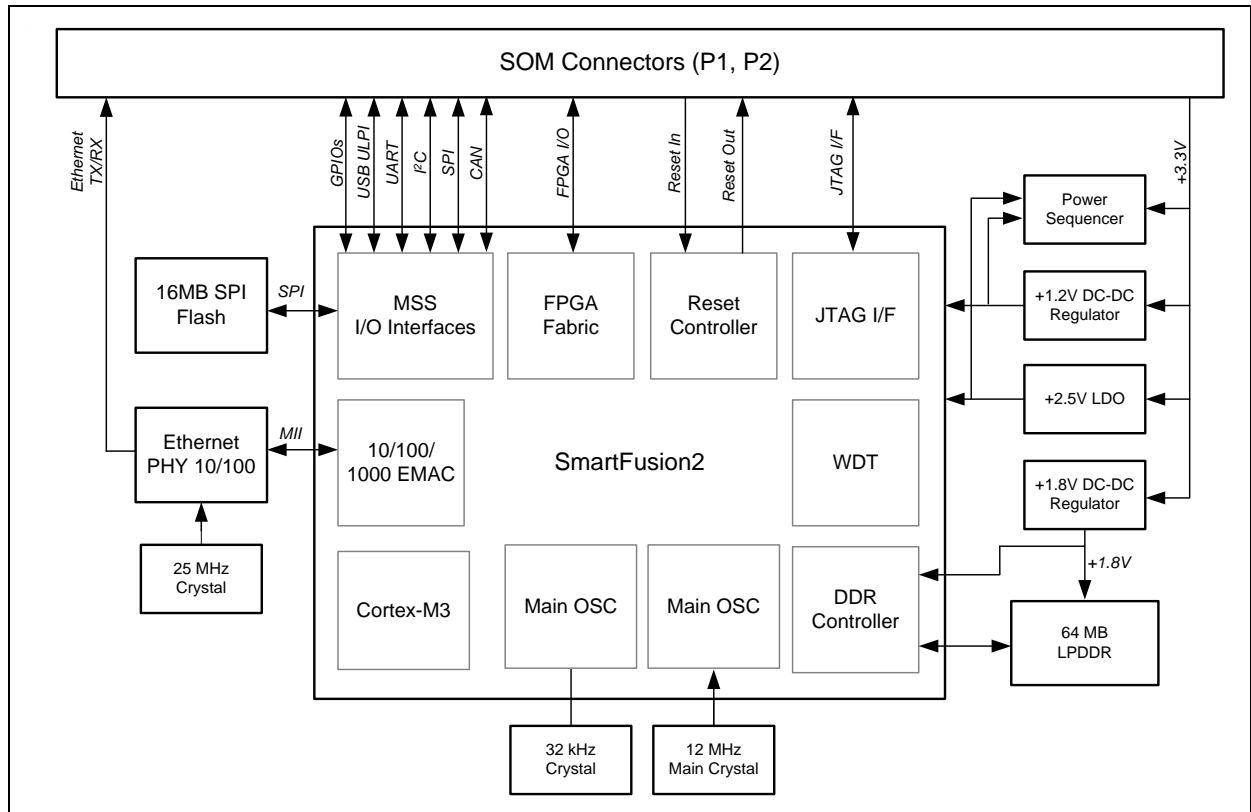 SOM Connectors (P1, P2)
Ethernet
TX/RX
GPIOs
USB ULPI
UART
I²C
SPI
CAN
FPGA I/O
Reset In
Reset Out
JTAG I/F
+3.3V
Power
Sequencer
16MB SPI
Flash
SPI
MSS
I/O Interfaces
FPGA
Fabric
Reset
Controller
JTAG I/F
+1.2V DC-DC
Regulator
+2.5V LDO
Ethernet
PHY 10/100
MII
10/100/
1000 EMAC
SmartFusion2
WDT
+1.8V DC-DC
Regulator
+1.8V
25 MHz
Crystal
Cortex-M3
Main OSC
Main OSC
DDR
Controller
64 MB
LPDDR
32 kHz
Crystal
12 MHz
Main Crystal